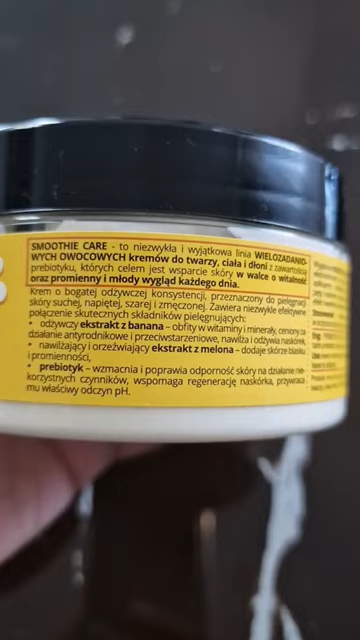 SMOOTHIE CARE - to niezwykła i wyjątkowa linia WIELOZADANIO-
WYCH OWOCOWYCH kremów do twarzy, ciała i dłoni z zawartością
prebiotyku, których celem jest wsparcie skóry w walce o witalność
oraz promienny i młody wygląd każdego dnia.
Krem o bogatej odżywczej konsystencji, przeznaczony do pielęgnacji
skóry suchej, napiętej, szarej i zmęczonej. Zawiera niezwykle efektywne
połączenie skutecznych składników pielęgnujących:
• odżywczy ekstrakt z banana – obfity w witaminy i minerały, ceniony za
działanie antyrodnikowe i przeciwstarzeniowe, nawilża i odżywia naskórek,
• nawilżający i orzeźwiający ekstrakt z melona – dodaje skórze blasku
i promienności,
• prebiotyk – wzmacnia i poprawia odporność skóry na działanie nie-
korzystnych czynników, wspomaga regenerację naskórka, przywraca
mu właściwy odczyn pH.